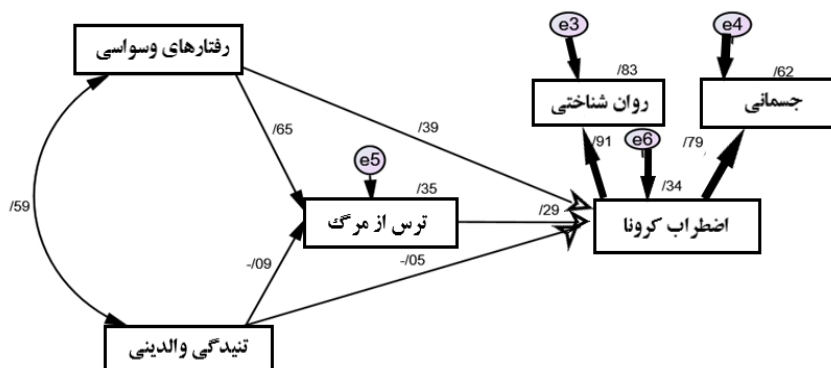 e3
e4
رفتارهای وسواسی
/83
/62
روان شناختی
جسمانی
/65
/39
/91
e6
/79
e5
/35
/34
/59
ترس از مرگ
/29
اضطراب کرونا
-/09
-/05
تنیدگی والدینی